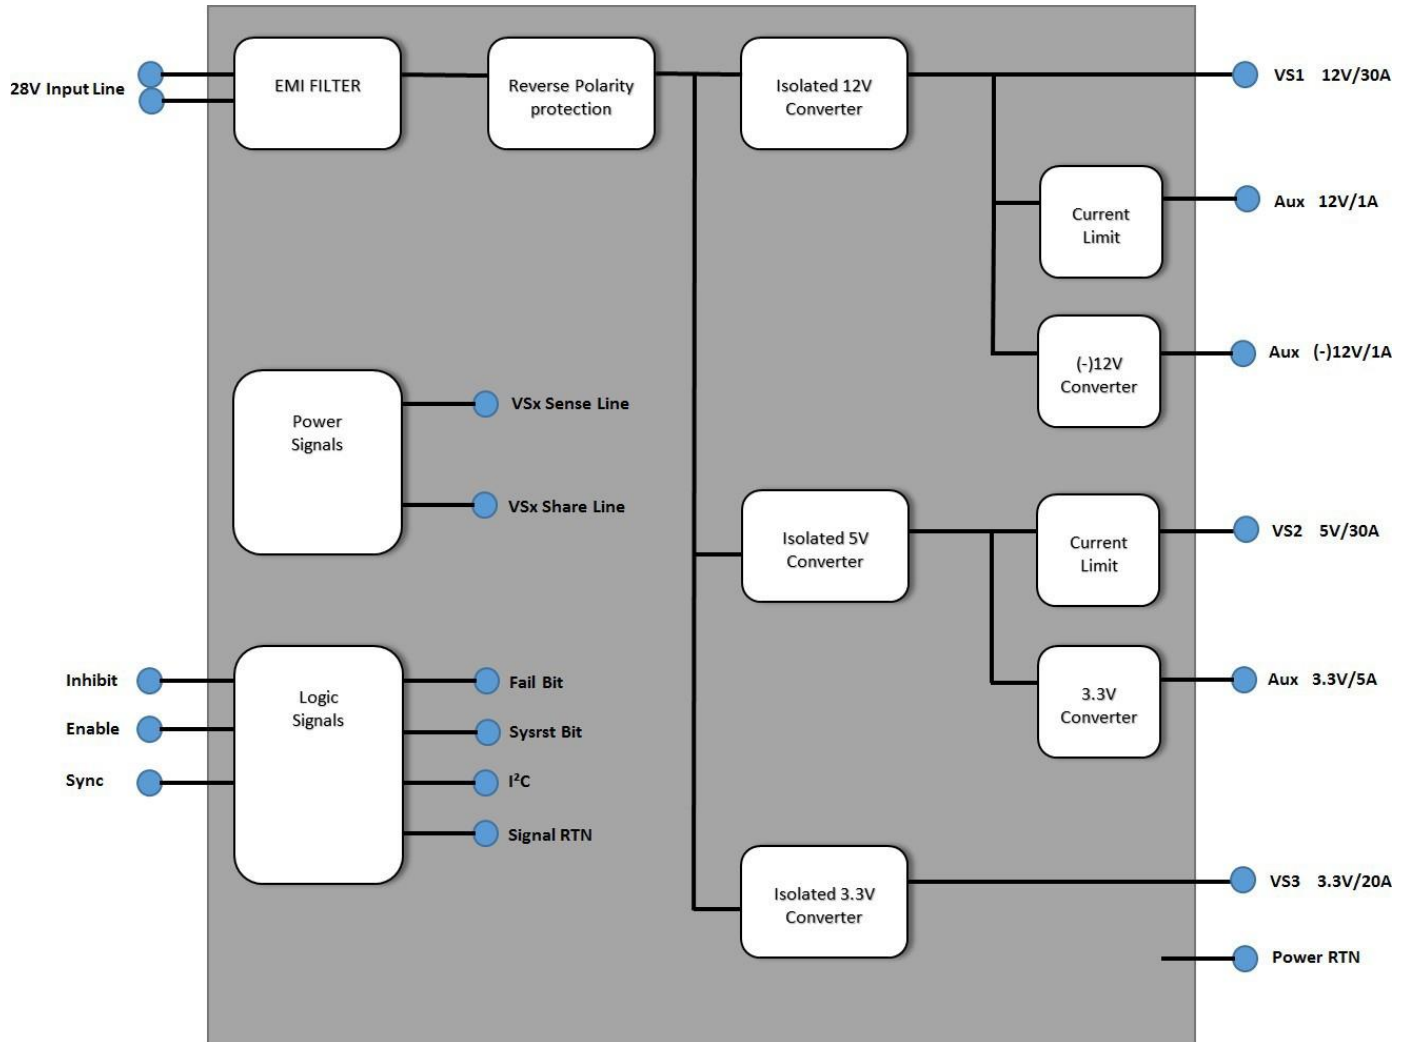 28V Input Line
EMI FILTER
Reverse Polarity
protection
Isolated 12V
Converter
VS1 12V/30A
Current
Limit
Aux 12V/1A
(-)12V
Converter
Aux (-)12V/1A
Power
Signals
VSx Sense Line
VSx Share Line
Isolated 5V
Converter
Current
Limit
VS2 5V/30A
3.3V
Converter
Aux 3.3V/5A
Inhibit
Enable
Sync
Logic
Signals
Fail Bit
Sysrst Bit
I²C
Signal RTN
Isolated 3.3V
Converter
VS3 3.3V/20A
Power RTN